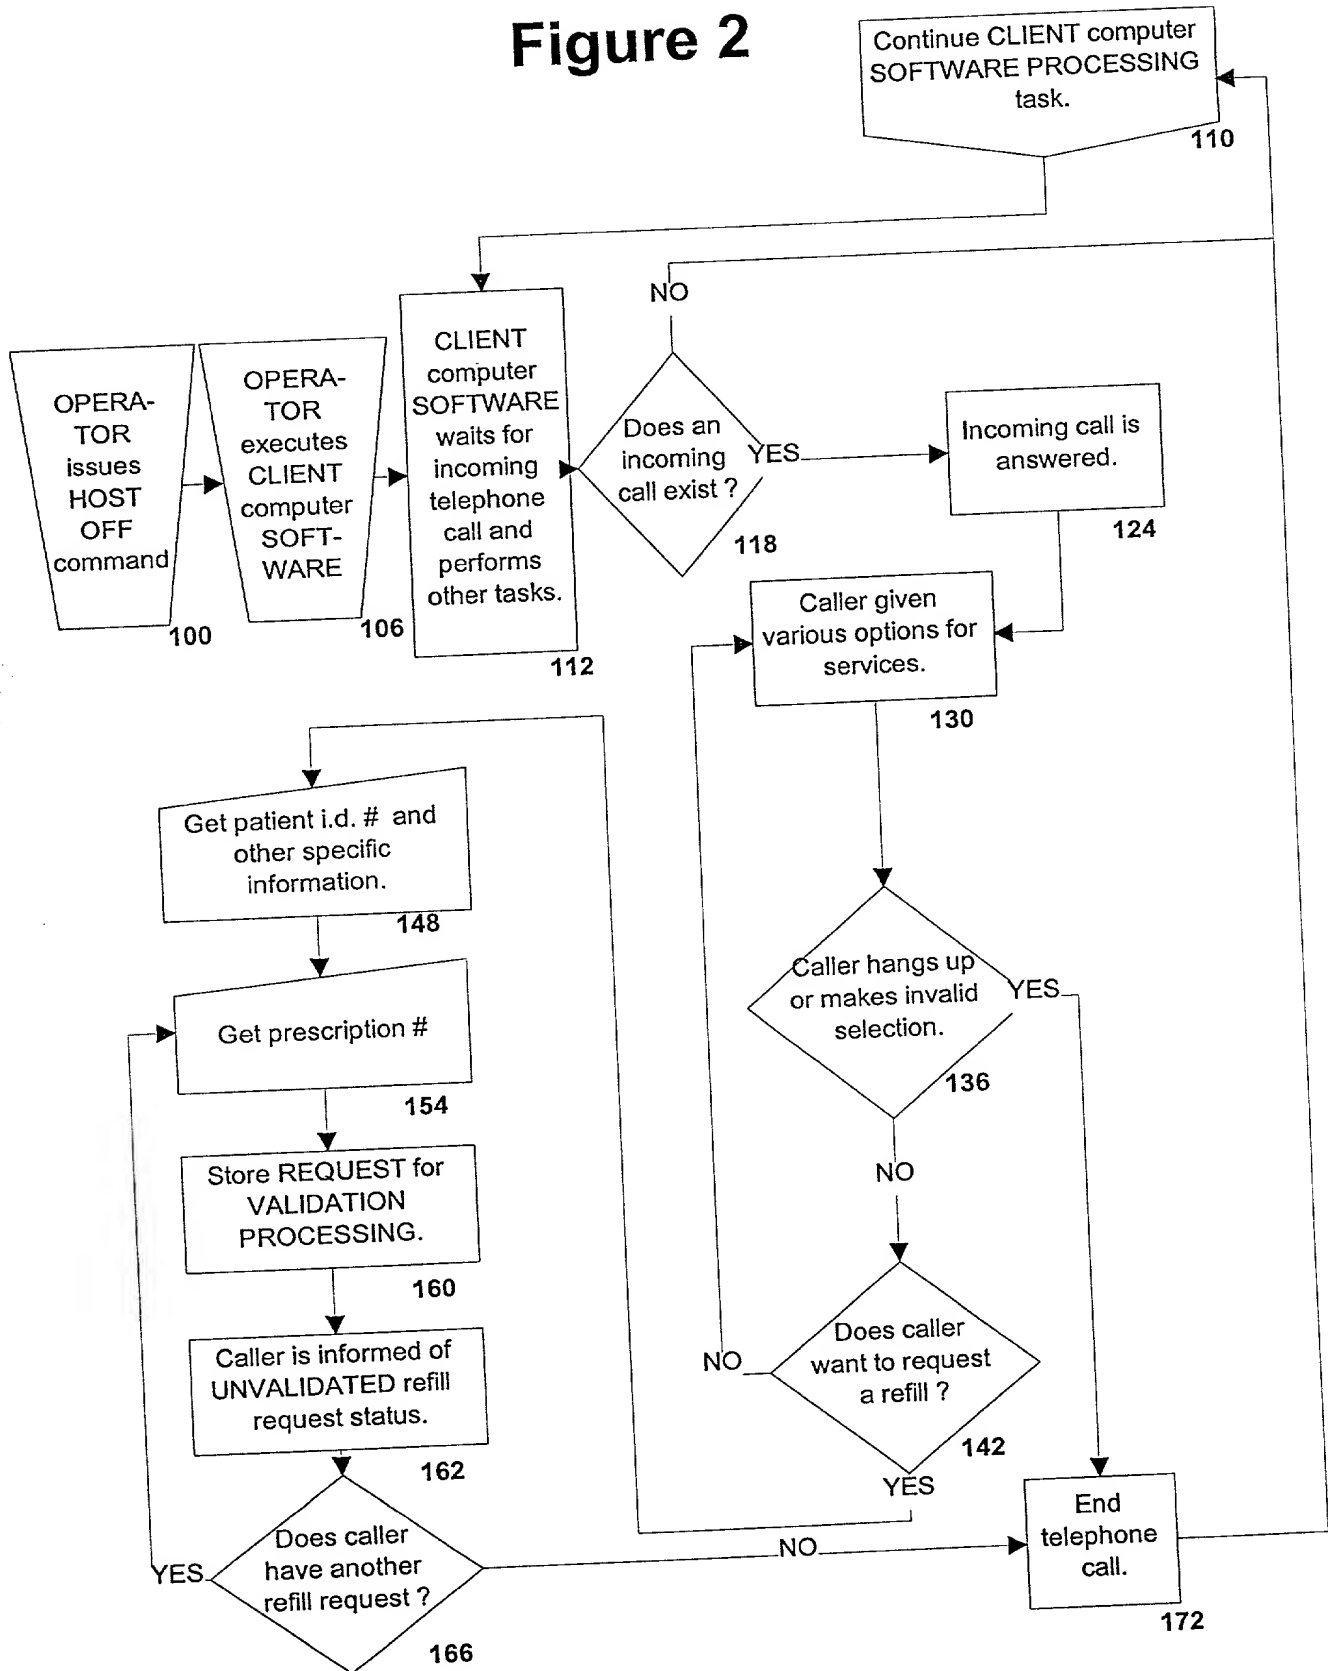 Figure 2
Continue CLIENT computer
SOFTWARE PROCESSING
task.
110
OPERA-
TOR
issues
HOST
OFF
command
100
OPERA-
TOR
executes
CLIENT
computer
SOFT-
WARE
106
CLIENT
computer
SOFTWARE
waits for
incoming
telephone
call and
performs
other tasks.
112
NO
Does an
incoming
call exist ?
YES
118
Incoming call is
answered.
124
Caller given
various options for
services.
130
Caller hangs up
or makes invalid
selection.
YES
136
NO
Does caller
want to request
a refill ?
NO
142
YES
Get patient i.d. # and
other specific
information.
148
Get prescription #
154
Store REQUEST for
VALIDATION
PROCESSING.
160
Caller is informed of
UNVALIDATED refill
request status.
162
Does caller
have another
refill request ?
YES
166
NO
End
telephone
call.
172